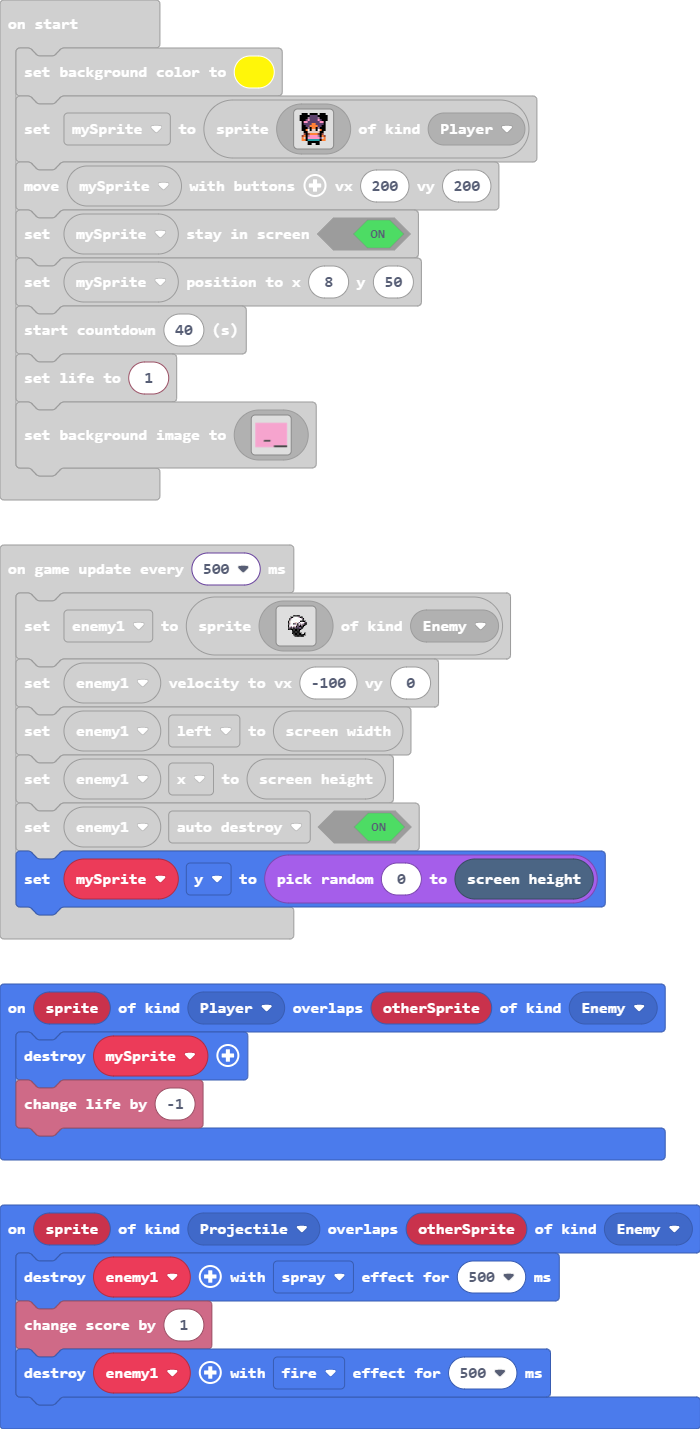 on start
set background color to
set mySprite to sprite of kind Player
move mySprite with buttons vx 200 vy 200
set mySprite stay in screen ON
set mySprite position to x 8 y 50
start countdown 40 (s)
set life to 1
set background image to
on game update every 500 ms
set enemy1 to sprite of kind Enemy
set enemy1 velocity to vx -100 vy 0
set enemy1 left to screen width
set enemy1 x to screen height
set enemy1 auto destroy ON
set mySprite y to pick random 0 to screen height
on sprite of kind Player overlaps otherSprite of kind Enemy
destroy mySprite
change life by -1
on sprite of kind Projectile overlaps otherSprite of kind Enemy
destroy enemy1 with spray effect for 500 ms
change score by 1
destroy enemy1 with fire effect for 500 ms